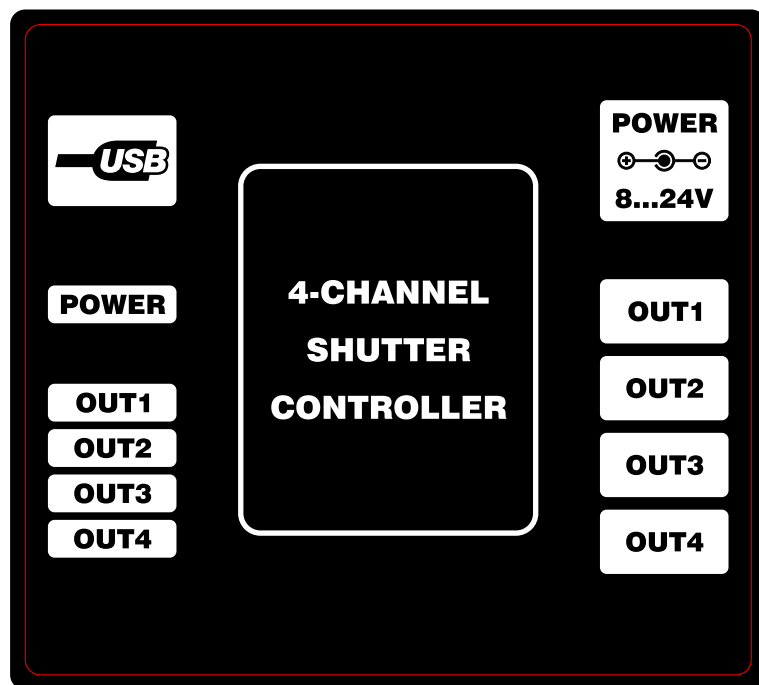 USB
POWER
OUT1
OUT2
OUT3
OUT4
4-CHANNEL
SHUTTER
CONTROLLER
POWER
8...24V
OUT1
OUT2
OUT3
OUT4